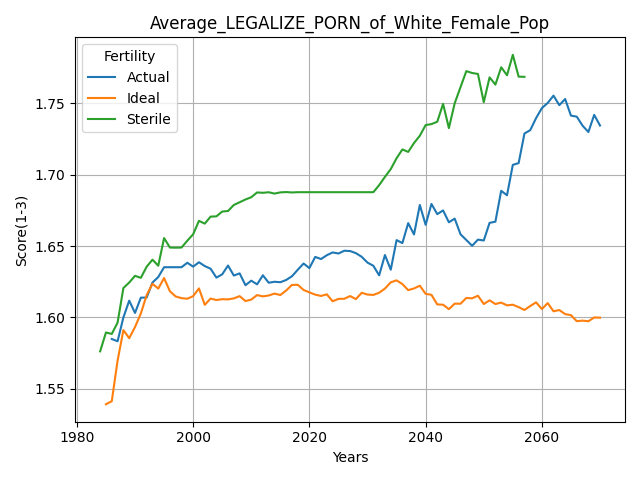 Average_LEGALIZE_PORN_of_White_Female_Pop
Fertility
Actual
Ideal
Sterile
Score(1-3)
1.75
1.70
1.65
1.60
1.55
1980
2000
2020
2040
2060
Years